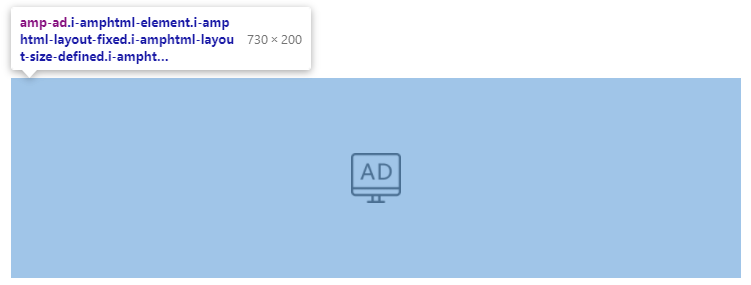 amp-ad.i-amphtml-element.i-amp
html-layout-fixed.i-amphtml-layou 730 × 200
t-size-defined.i-ampht...
AD